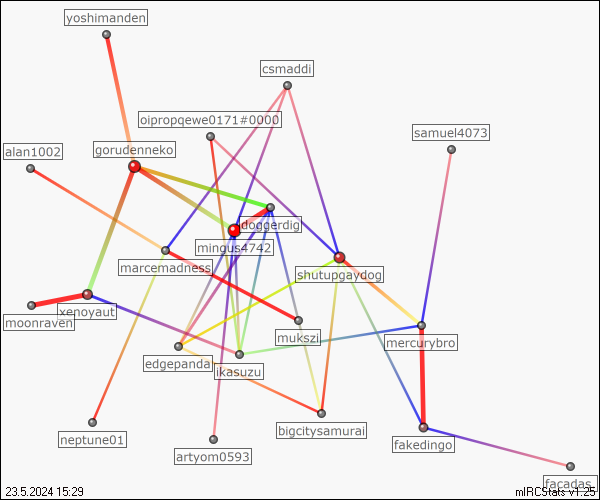 yoshimanden
csmaddi
oipropqewe0171#0000
samuel4073
alan1002
gorudenneko
doggerdig
mingus4742
marcemadness
shutupgaydog
xenoyaut
moonraven
mukszi
mercurybro
edgepanda
ikasuzu
neptune01
bigcitysamurai
fakedingo
artyom0593
facadas_
23.5.2024 15:29
mIRCStats v1.25